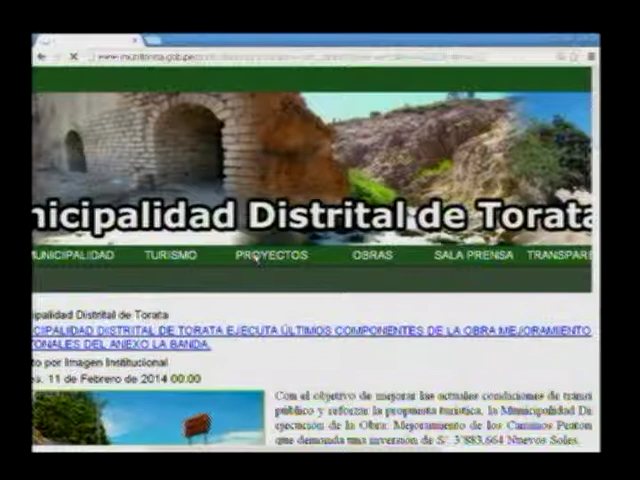 nicipalidad Distrital de Torata
MUNICIPALIDAD TURISMO PROYECTOS OBRAS SALA PRENSA TRANSPARE
ipalidad Distrital de Torata
CIPALIDAD DISTRITAL DE TORATA EJECUTA ÚLTIMOS COMPONENTES DE LA OBRA MEJORAMIENTO
TONALES DEL ANEXO LA BANDA.
to por Imagen Institucional
es, 11 de Febrero de 2014 00:00
Con el objetivo de mejorar las actuales condiciones de tránsi
público y reforzar la propuesta turística, la Municipalidad Di
ejecución de la Obra: Mejoramiento de los Caminos Peaton
que demanda una inversión de S/. 3'883,664 Nuevos Soles.